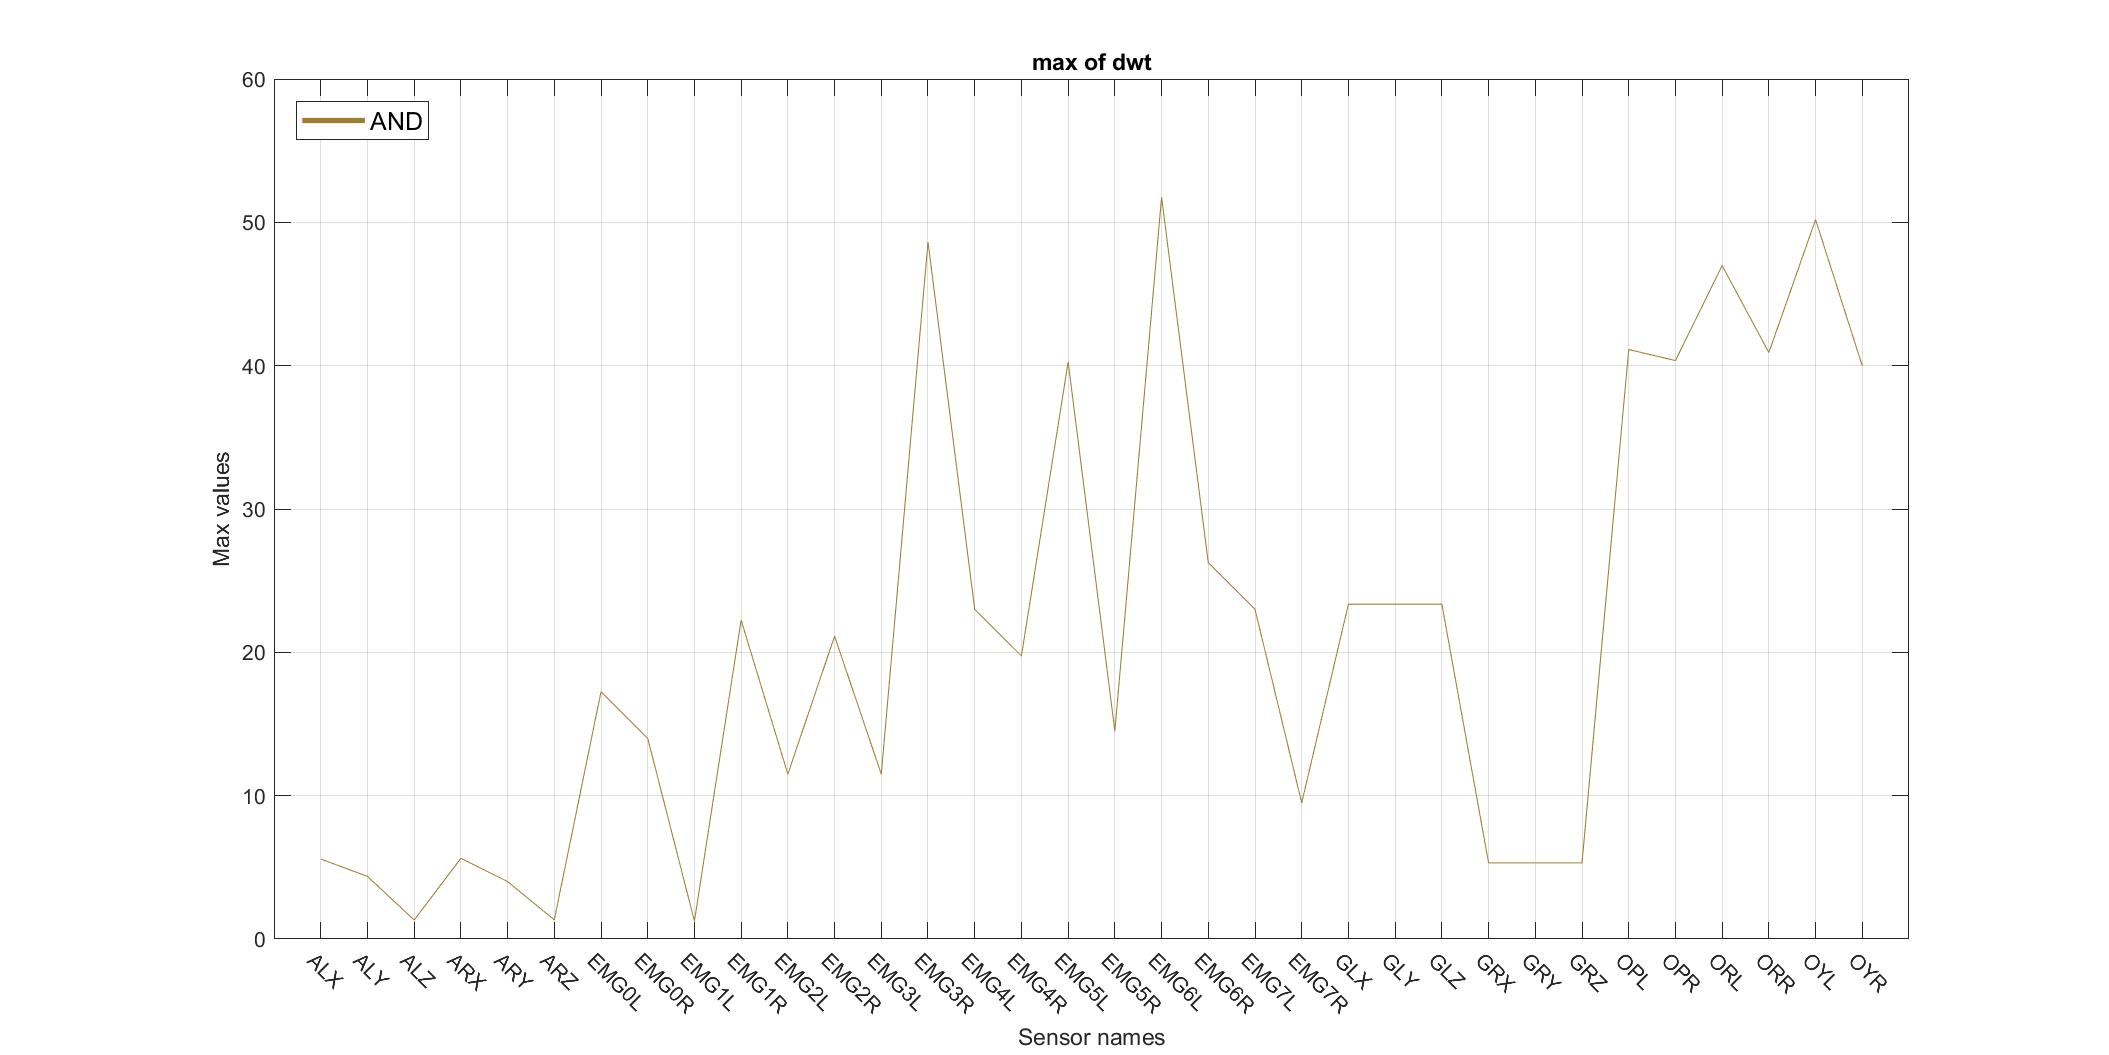 max of dwt
60
50
40
30
20
10
0
AND
Max values
ALX ALY ALZ ARX ARY ARZ EMG0L EMG0R EMG1L EMG1R EMG2L EMG2R EMG3L EMG3R EMG4L EMG4R EMG5L EMG5R EMG6L EMG6R EMG7L EMG7R GLX GLY GLZ GRX GRY GRZ OPL OPR ORL ORR OYL OYR
Sensor names